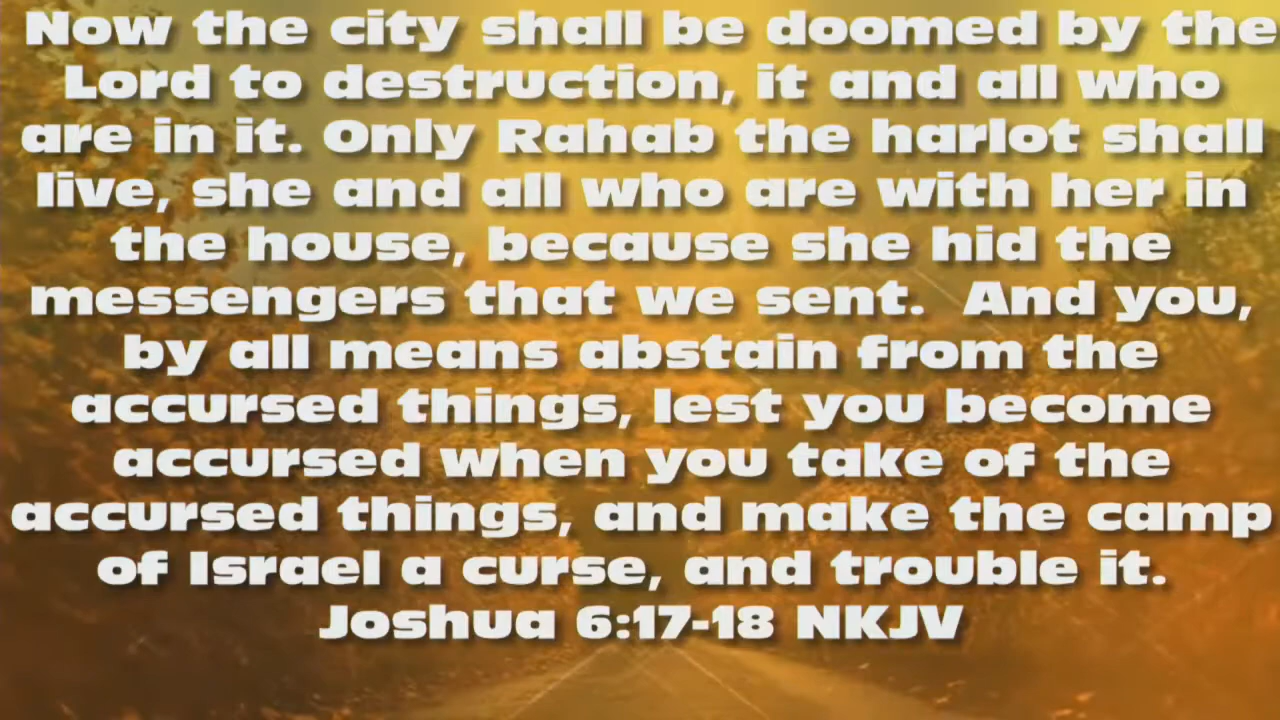 Now the city shall be doomed by the
Lord to destruction, it and all who
are in it. Only Rahab the harlot shall
live, she and all who are with her in
the house, because she hid the
messengers that we sent.  And you,
by all means abstain from the
accursed things, lest you become
accursed when you take of the
accursed things, and make the camp
of Israel a curse, and trouble it.
Joshua 6:17-18 NKJV